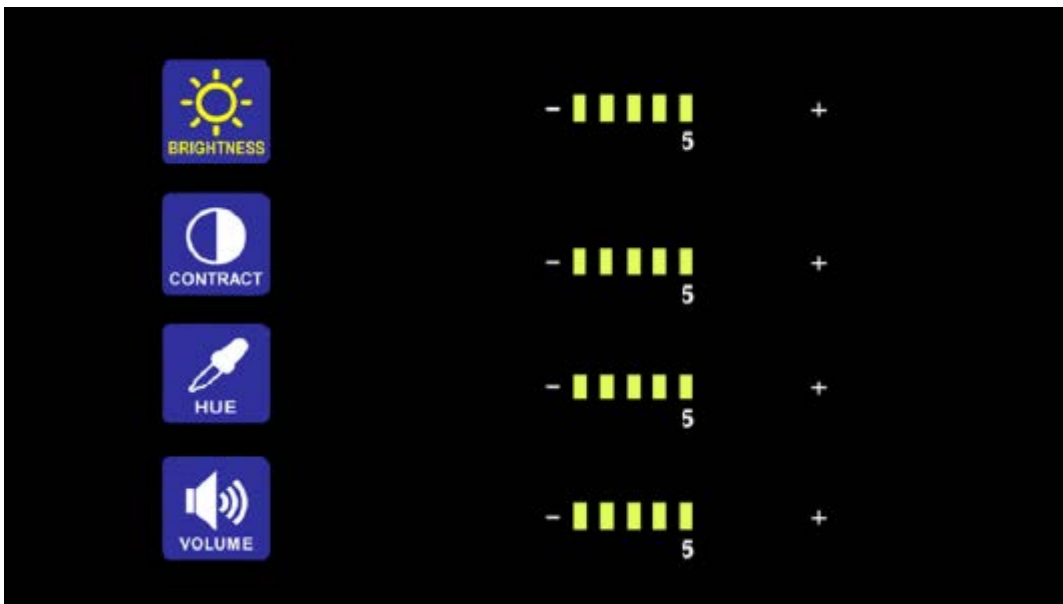 BRIGHTNESS
- +
5
CONTRACT
- +
5
HUE
- +
5
VOLUME
- +
5